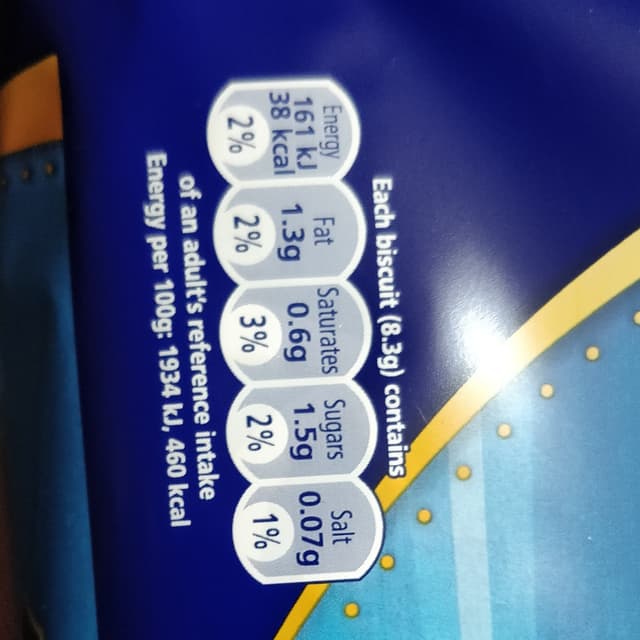 Each biscuit (8.3g) contains
Energy
161 kJ
38 kcal
2%
Fat
1.3g
2%
Saturates
0.6g
3%
Sugars
1.5g
2%
Salt
0.07g
1%
of an adult's reference intake
Energy per 100g: 1934 kJ, 460 kcal